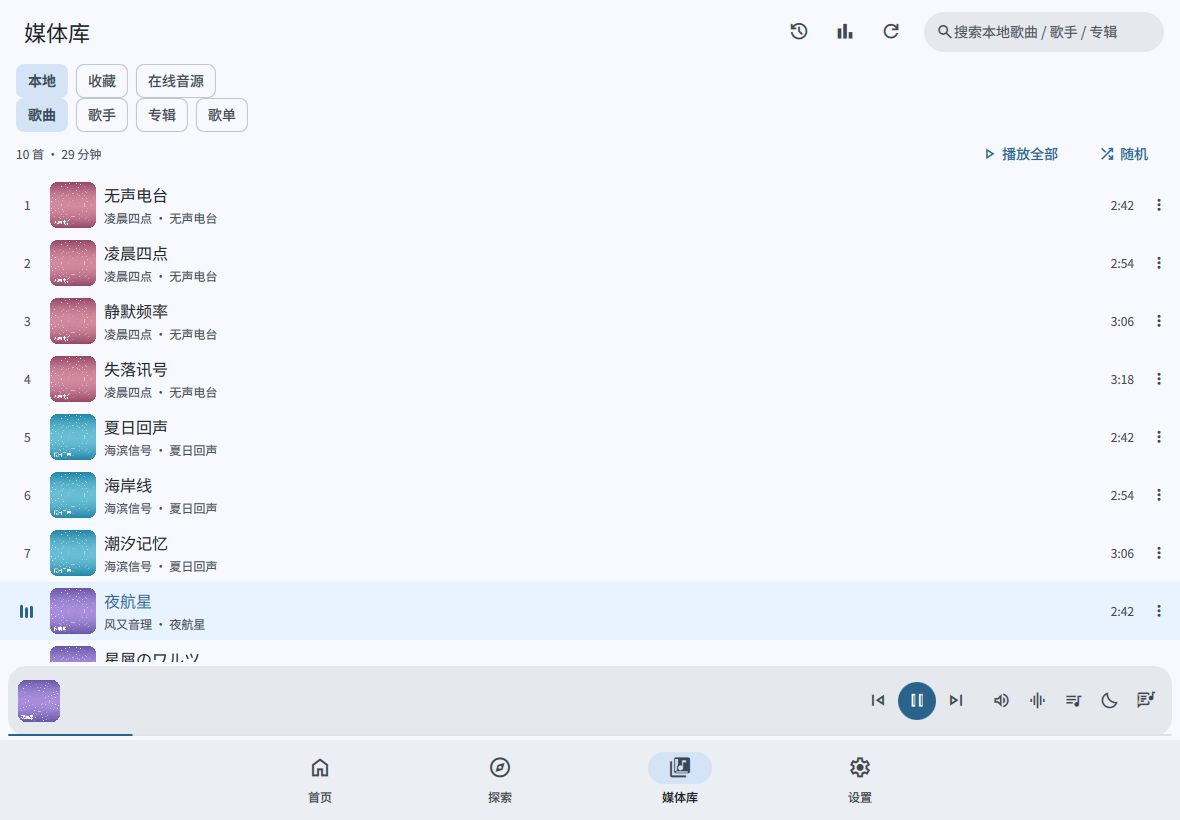 媒体库
搜索本地歌曲 / 歌手 / 专辑
本地 收藏 在线音源
歌曲 歌手 专辑 歌单
10 首 • 29 分钟
播放全部 随机
1 无声电台 2:42
凌晨四点 • 无声电台
2 凌晨四点 2:54
凌晨四点 • 无声电台
3 静默频率 3:06
凌晨四点 • 无声电台
4 失落讯号 3:18
凌晨四点 • 无声电台
5 夏日回声 2:42
海滨信号 • 夏日回声
6 海岸线 2:54
海滨信号 • 夏日回声
7 潮汐记忆 3:06
海滨信号 • 夏日回声
夜航星 2:42
风又音理 • 夜航星
星屑のワルツ
首页 探索 媒体库 设置